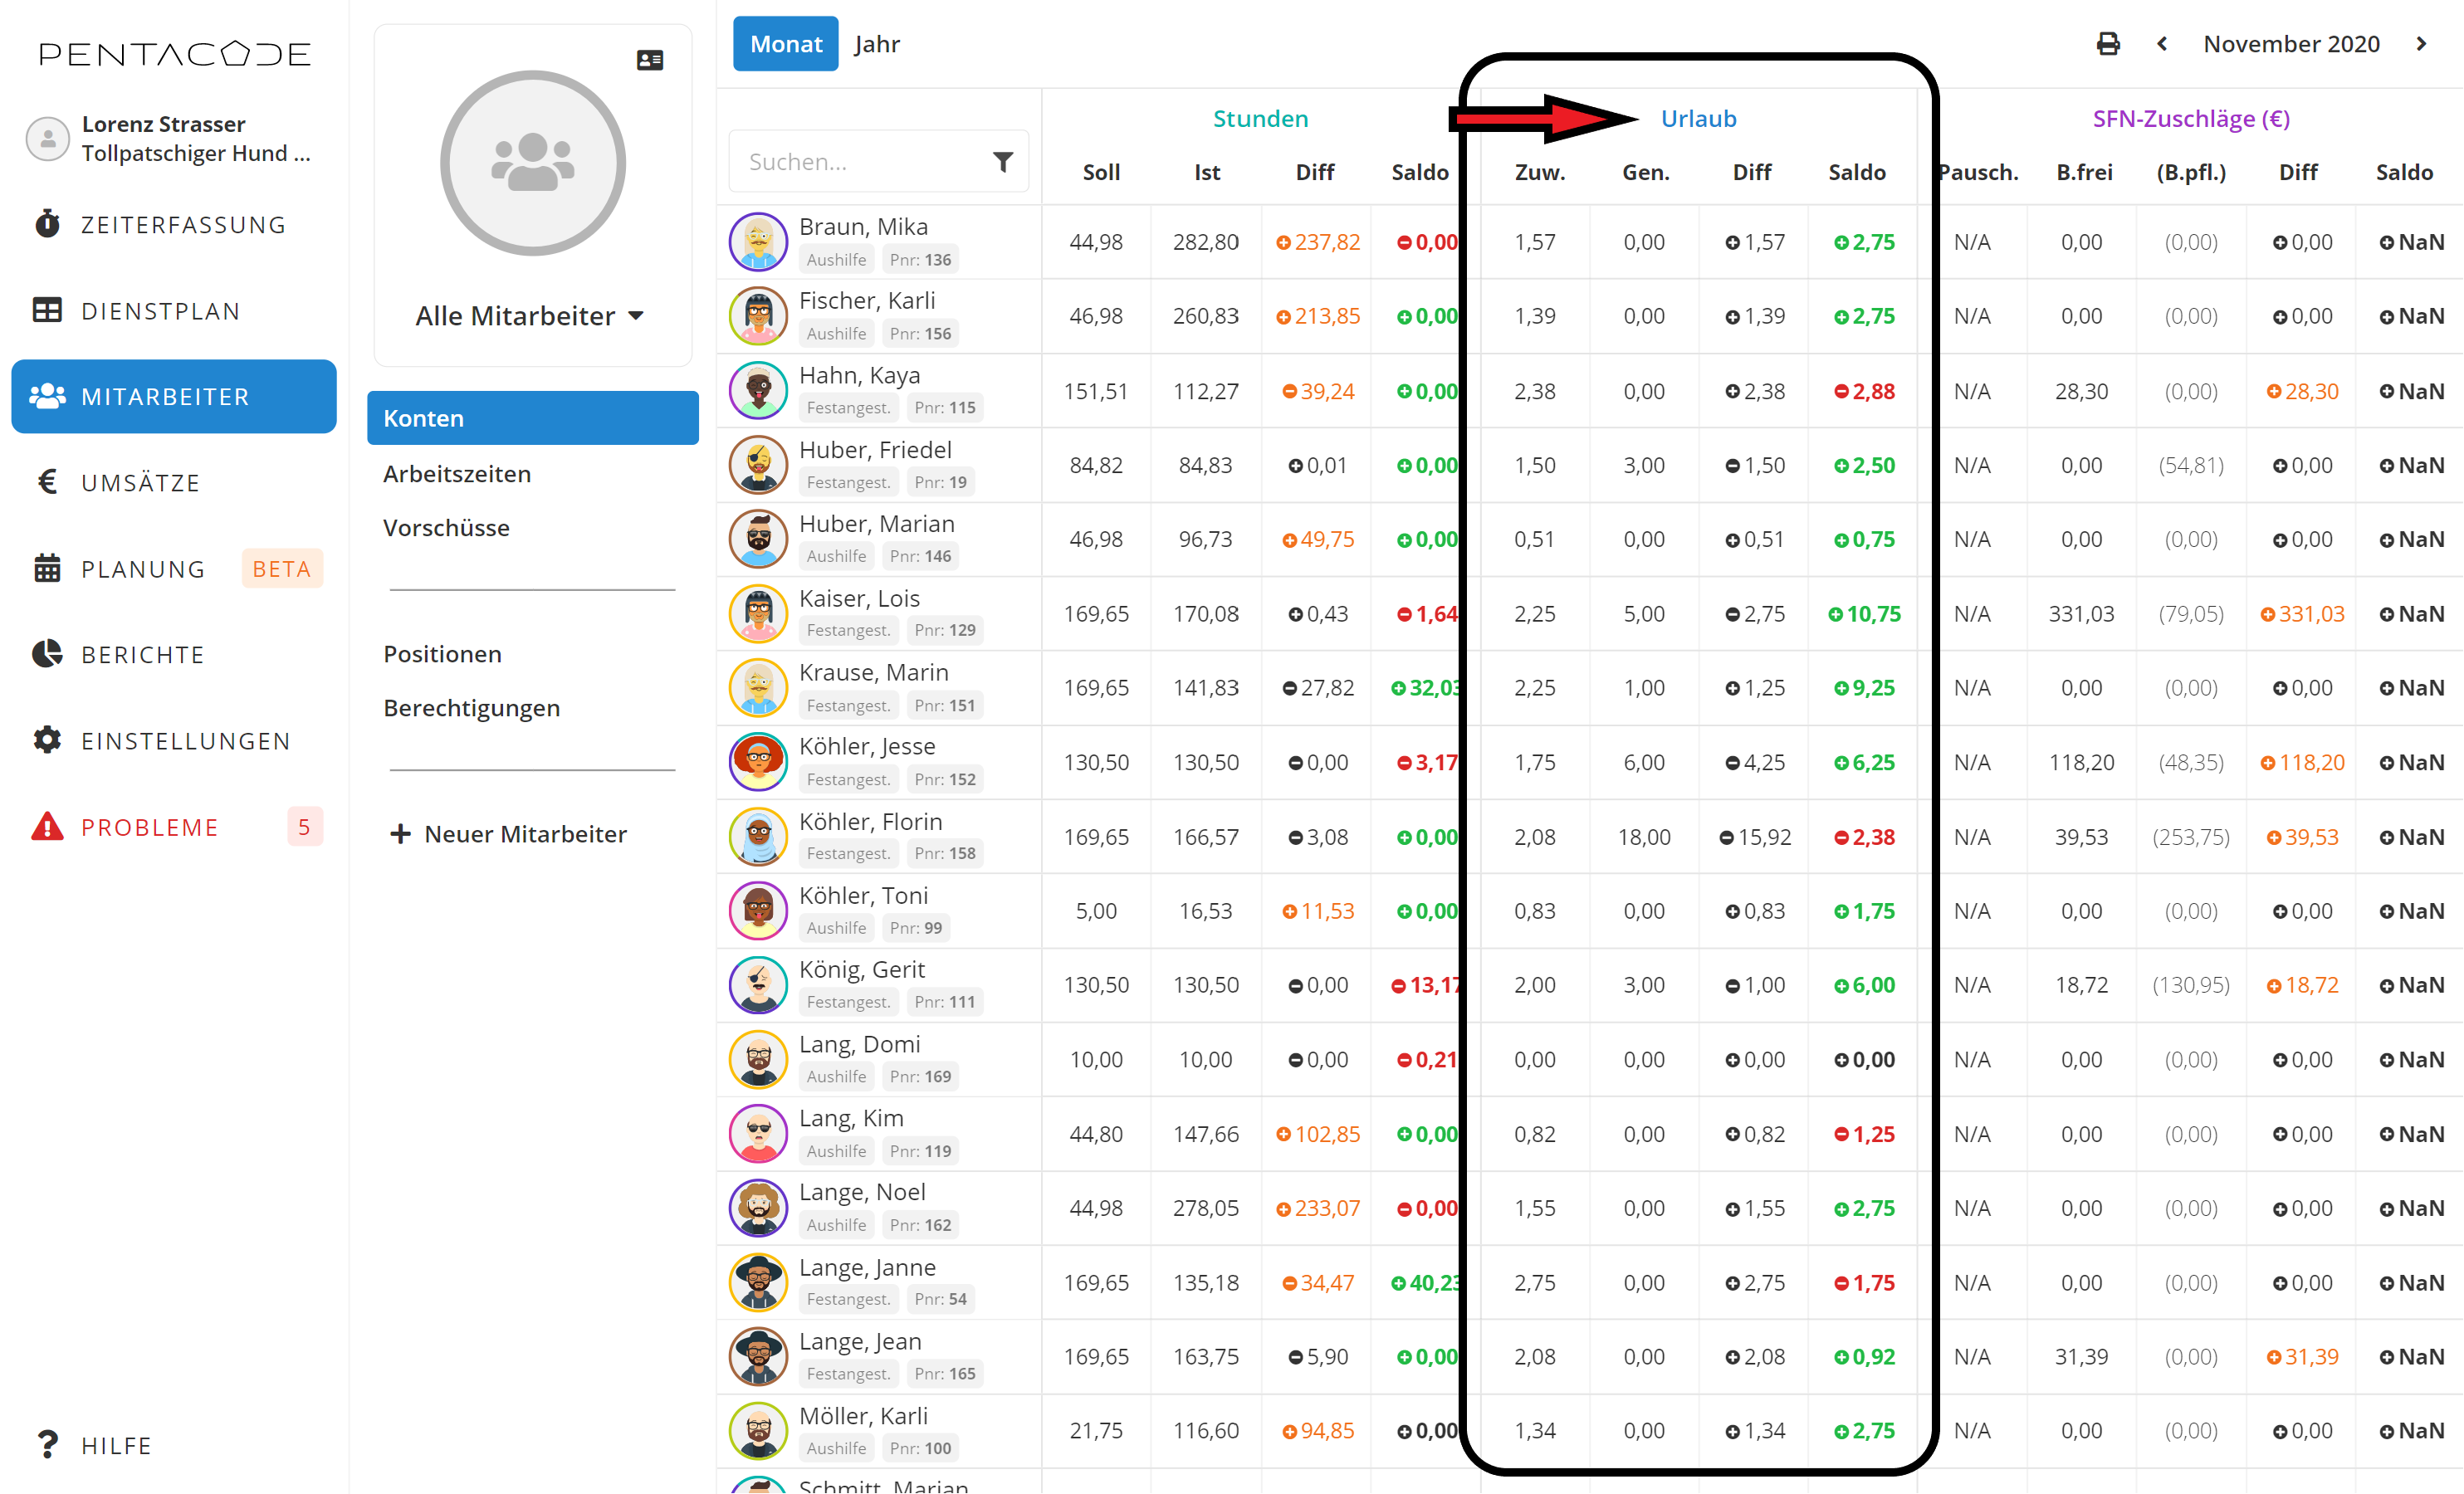 PENTACODE
Lorenz Strasser
Tollpatschiger Hund ...
ZEITERFASSUNG
DIENSTPLAN
MITARBEITER
UMSÄTZE
PLANUNG BETA
BERICHTE
EINSTELLUNGEN
PROBLEME 5
HILFE
Alle Mitarbeiter
Konten
Arbeitszeiten
Vorschüsse
Positionen
Berechtigungen
Neuer Mitarbeiter
Monat Jahr
November 2020
Stunden Urlaub SFN-Zuschläge (€)
Suchen...
Soll Ist Diff Saldo Zuw. Gen. Diff Saldo Pausch. B.frei (B.pfl.) Diff Saldo
Braun, Mika
Aushilfe Pnr: 136
44,98 282,80 237,82 0,00 1,57 0,00 1,57 2,75 N/A 0,00 (0,00) 0,00 NaN
Fischer, Karli
Aushilfe Pnr: 156
46,98 260,83 213,85 0,00 1,39 0,00 1,39 2,75 N/A 0,00 (0,00) 0,00 NaN
Hahn, Kaya
Festangest. Pnr: 115
151,51 112,27 39,24 0,00 2,38 0,00 2,38 2,88 N/A 28,30 (0,00) 28,30 NaN
Huber, Friedel
Festangest. Pnr: 19
84,82 84,83 0,01 0,00 1,50 3,00 1,50 2,50 N/A 0,00 (54,81) 0,00 NaN
Huber, Marian
Aushilfe Pnr: 146
46,98 96,73 49,75 0,00 0,51 0,00 0,51 0,75 N/A 0,00 (0,00) 0,00 NaN
Kaiser, Lois
Festangest. Pnr: 129
169,65 170,08 0,43 1,64 2,25 5,00 2,75 10,75 N/A 331,03 (79,05) 331,03 NaN
Krause, Marin
Festangest. Pnr: 151
169,65 141,83 27,82 32,03 2,25 1,00 1,25 9,25 N/A 0,00 (0,00) 0,00 NaN
Köhler, Jesse
Festangest. Pnr: 152
130,50 130,50 0,00 3,17 1,75 6,00 4,25 6,25 N/A 118,20 (48,35) 118,20 NaN
Köhler, Florin
Festangest. Pnr: 158
169,65 166,57 3,08 0,00 2,08 18,00 15,92 2,38 N/A 39,53 (253,75) 39,53 NaN
Köhler, Toni
Aushilfe Pnr: 99
5,00 16,53 11,53 0,00 0,83 0,00 0,83 1,75 N/A 0,00 (0,00) 0,00 NaN
König, Gerit
Festangest. Pnr: 111
130,50 130,50 0,00 13,17 2,00 3,00 1,00 6,00 N/A 18,72 (130,95) 18,72 NaN
Lang, Domi
Aushilfe Pnr: 169
10,00 10,00 0,00 0,21 0,00 0,00 0,00 0,00 N/A 0,00 (0,00) 0,00 NaN
Lang, Kim
Aushilfe Pnr: 119
44,80 147,66 102,85 0,00 0,82 0,00 0,82 1,25 N/A 0,00 (0,00) 0,00 NaN
Lange, Noel
Aushilfe Pnr: 162
44,98 278,05 233,07 0,00 1,55 0,00 1,55 2,75 N/A 0,00 (0,00) 0,00 NaN
Lange, Janne
Festangest. Pnr: 54
169,65 135,18 34,47 40,23 2,75 0,00 2,75 1,75 N/A 0,00 (0,00) 0,00 NaN
Lange, Jean
Festangest. Pnr: 165
169,65 163,75 5,90 0,00 2,08 0,00 2,08 0,92 N/A 31,39 (0,00) 31,39 NaN
Möller, Karli
Aushilfe Pnr: 100
21,75 116,60 94,85 0,00 1,34 0,00 1,34 2,75 N/A 0,00 (0,00) 0,00 NaN
Schmitt, Marian